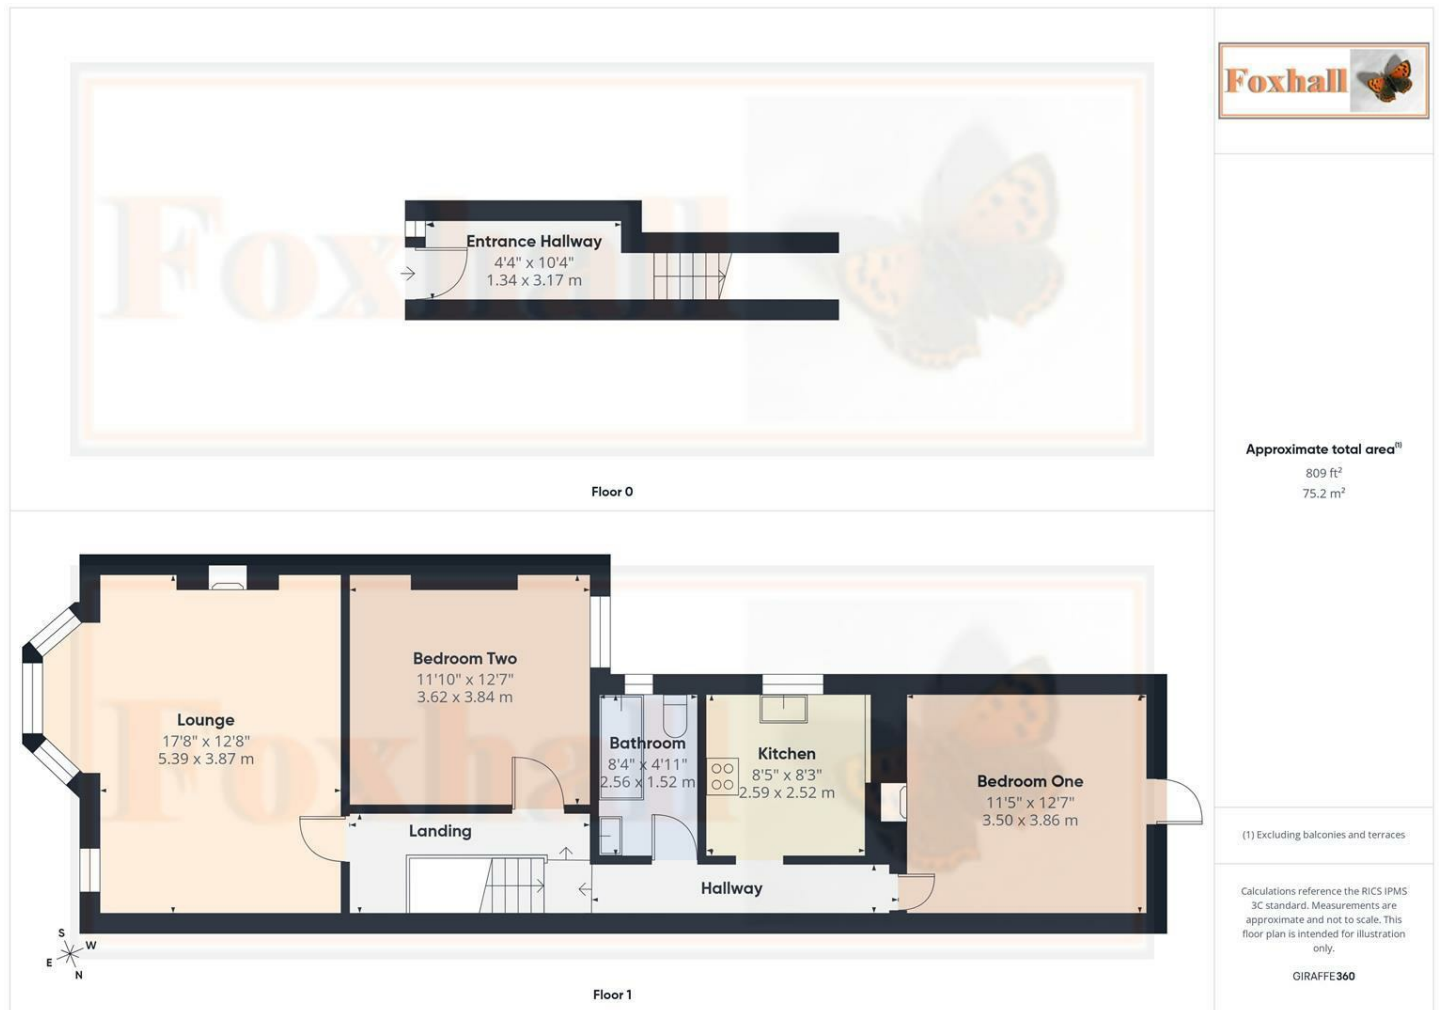 Foxhall
Foxhall
Entrance Hallway
4'4" x 10'4"
1.34 x 3.17 m
Floor 0
Approximate total area(1)
809 ft²
75.2 m²
Foxhall
Lounge
17'8" x 12'8"
5.39 x 3.87 m
Bedroom Two
11'10" x 12'7"
3.62 x 3.84 m
Bathroom
8'4" x 4'11"
2.56 x 1.52 m
Kitchen
8'5" x 8'3"
2.59 x 2.52 m
Bedroom One
11'5" x 12'7"
3.50 x 3.86 m
Landing
Hallway
S
W
E
N
Floor 1
(1) Excluding balconies and terraces
Calculations reference the RICS IPMS
3C standard. Measurements are
approximate and not to scale. This
floor plan is intended for illustration
only.
GIRAFFE360